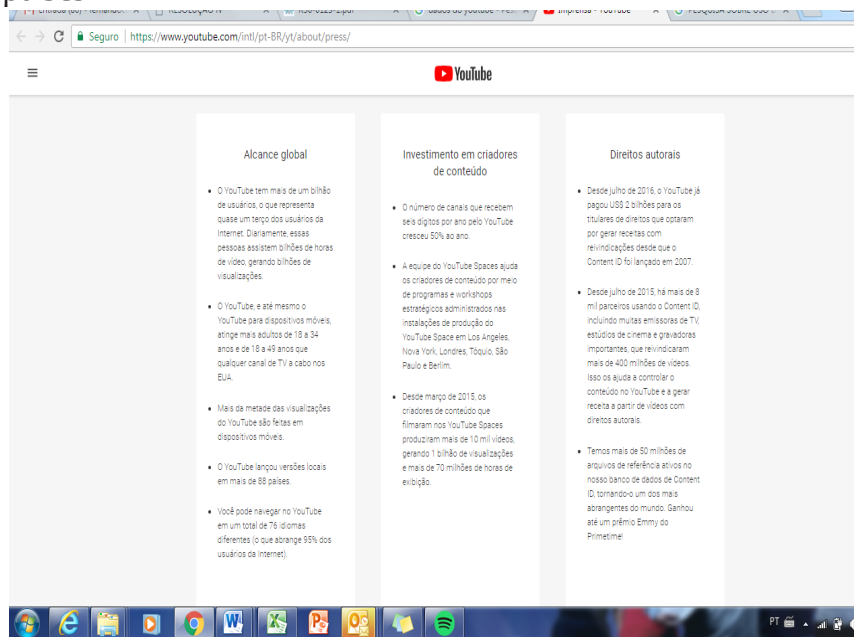 Seguro | https://www.youtube.com/intl/pt-BR/yt/about/press/
YouTube
Alcance global
• O YouTube tem mais de um bilhão
de usuários, o que representa
quase um terço dos usuários da
Internet. Diariamente, essas
pessoas assistem bilhões de horas
de vídeo, gerando bilhões de
visualizações.
• O YouTube, e até mesmo o
YouTube para dispositivos móveis,
atinge mais adultos de 18 a 34
anos e de 18 a 49 anos que
qualquer canal de TV a cabo nos
EUA.
• Mais da metade das visualizações
do YouTube são feitas em
dispositivos móveis.
• O YouTube lançou versões locais
em mais de 88 países.
• Você pode navegar no YouTube
em um total de 76 idiomas
diferentes (o que abrange 95% dos
usuários da Internet).
Investimento em criadores
de conteúdo
• O número de canais que recebem
seis dígitos por ano pelo YouTube
cresceu 50% ao ano.
• A equipe do YouTube Spaces ajuda
os criadores de conteúdo por meio
de programas e workshops
estratégicos administrados nas
instalações de produção do
YouTube Space em Los Angeles,
Nova York, Londres, Tóquio, São
Paulo e Berlim.
• Desde março de 2015, os
criadores de conteúdo que
filmaram nos YouTube Spaces
produziram mais de 10 mil vídeos,
gerando 1 bilhão de visualizações
e mais de 70 milhões de horas de
exibição.
Direitos autorais
• Desde julho de 2016, o YouTube já
pagou US$ 2 bilhões para os
titulares de direitos que optaram
por gerar receitas com
reivindicações desde que o
Content ID foi lançado em 2007.
• Desde julho de 2015, há mais de 8
mil parceiros usando o Content ID,
incluindo muitas emissoras de TV,
estúdios de cinema e gravadoras
importantes, que reivindicaram
mais de 400 milhões de vídeos.
Isso os ajuda a controlar o
conteúdo no YouTube e a gerar
receita a partir de vídeos com
direitos autorais.
• Temos mais de 50 milhões de
arquivos de referência ativos no
nosso banco de dados de Content
ID, tornando-o um dos mais
abrangentes do mundo. Ganhou
até um prêmio Emmy do
Primetime!
PT